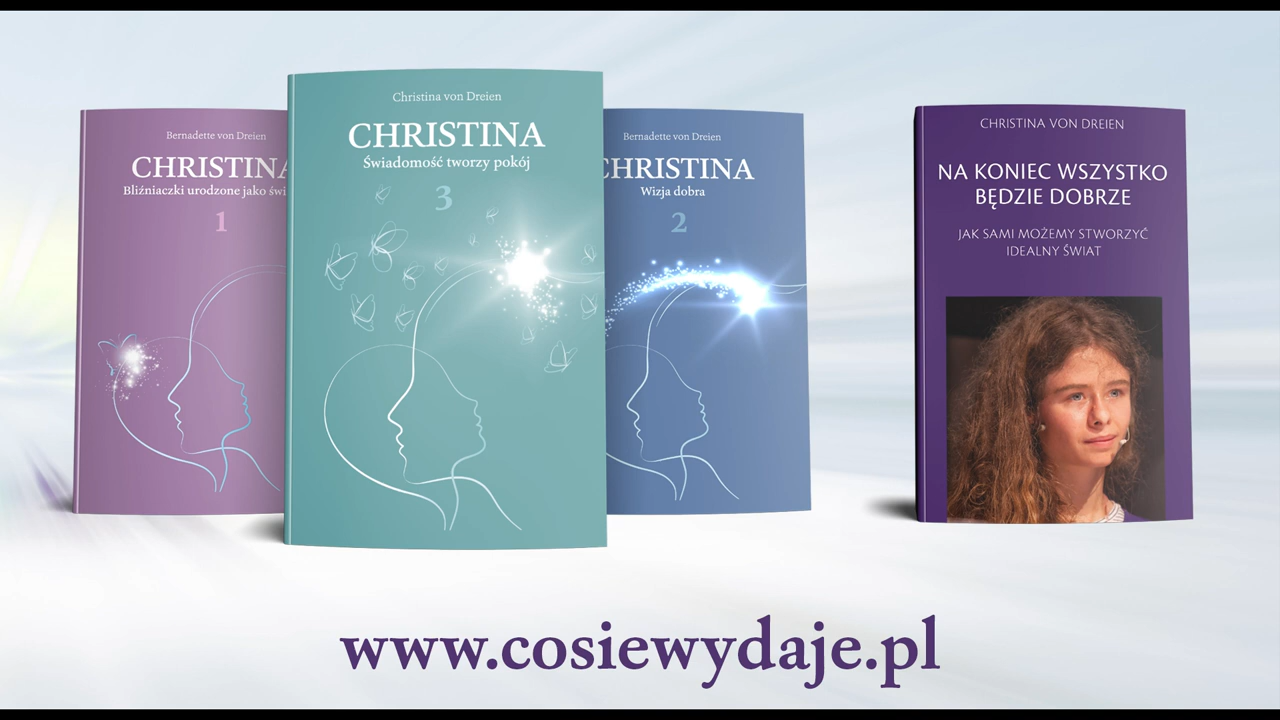 Bernadette von Dreien
CHRISTINA
Bliźniaczki urodzone jako
1
Christina von Dreien
CHRISTINA
Świadomość tworzy pokój
3
Bernadette von Dreien
CHRISTINA
Wizja dobra
2
CHRISTINA VON DREIEN
NA KONIEC WSZYSTKO
BĘDZIE DOBRZE
JAK SAMI MOŻEMY STWORZYĆ
IDEALNY ŚWIAT
www.cosiewydaje.pl